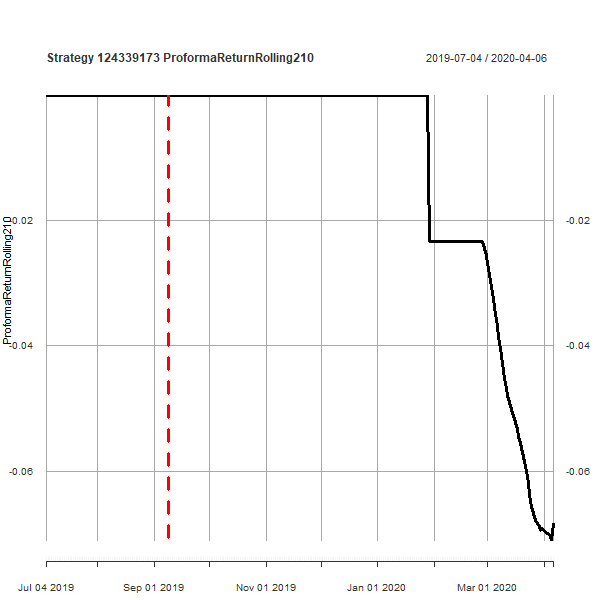 Strategy 124339173 ProformaReturnRolling210
2019-07-04 / 2020-04-06
ProformaReturnRolling210
-0.02
-0.02
-0.04
-0.04
-0.06
-0.06
Jul 04 2019
Sep 01 2019
Nov 01 2019
Jan 01 2020
Mar 01 2020